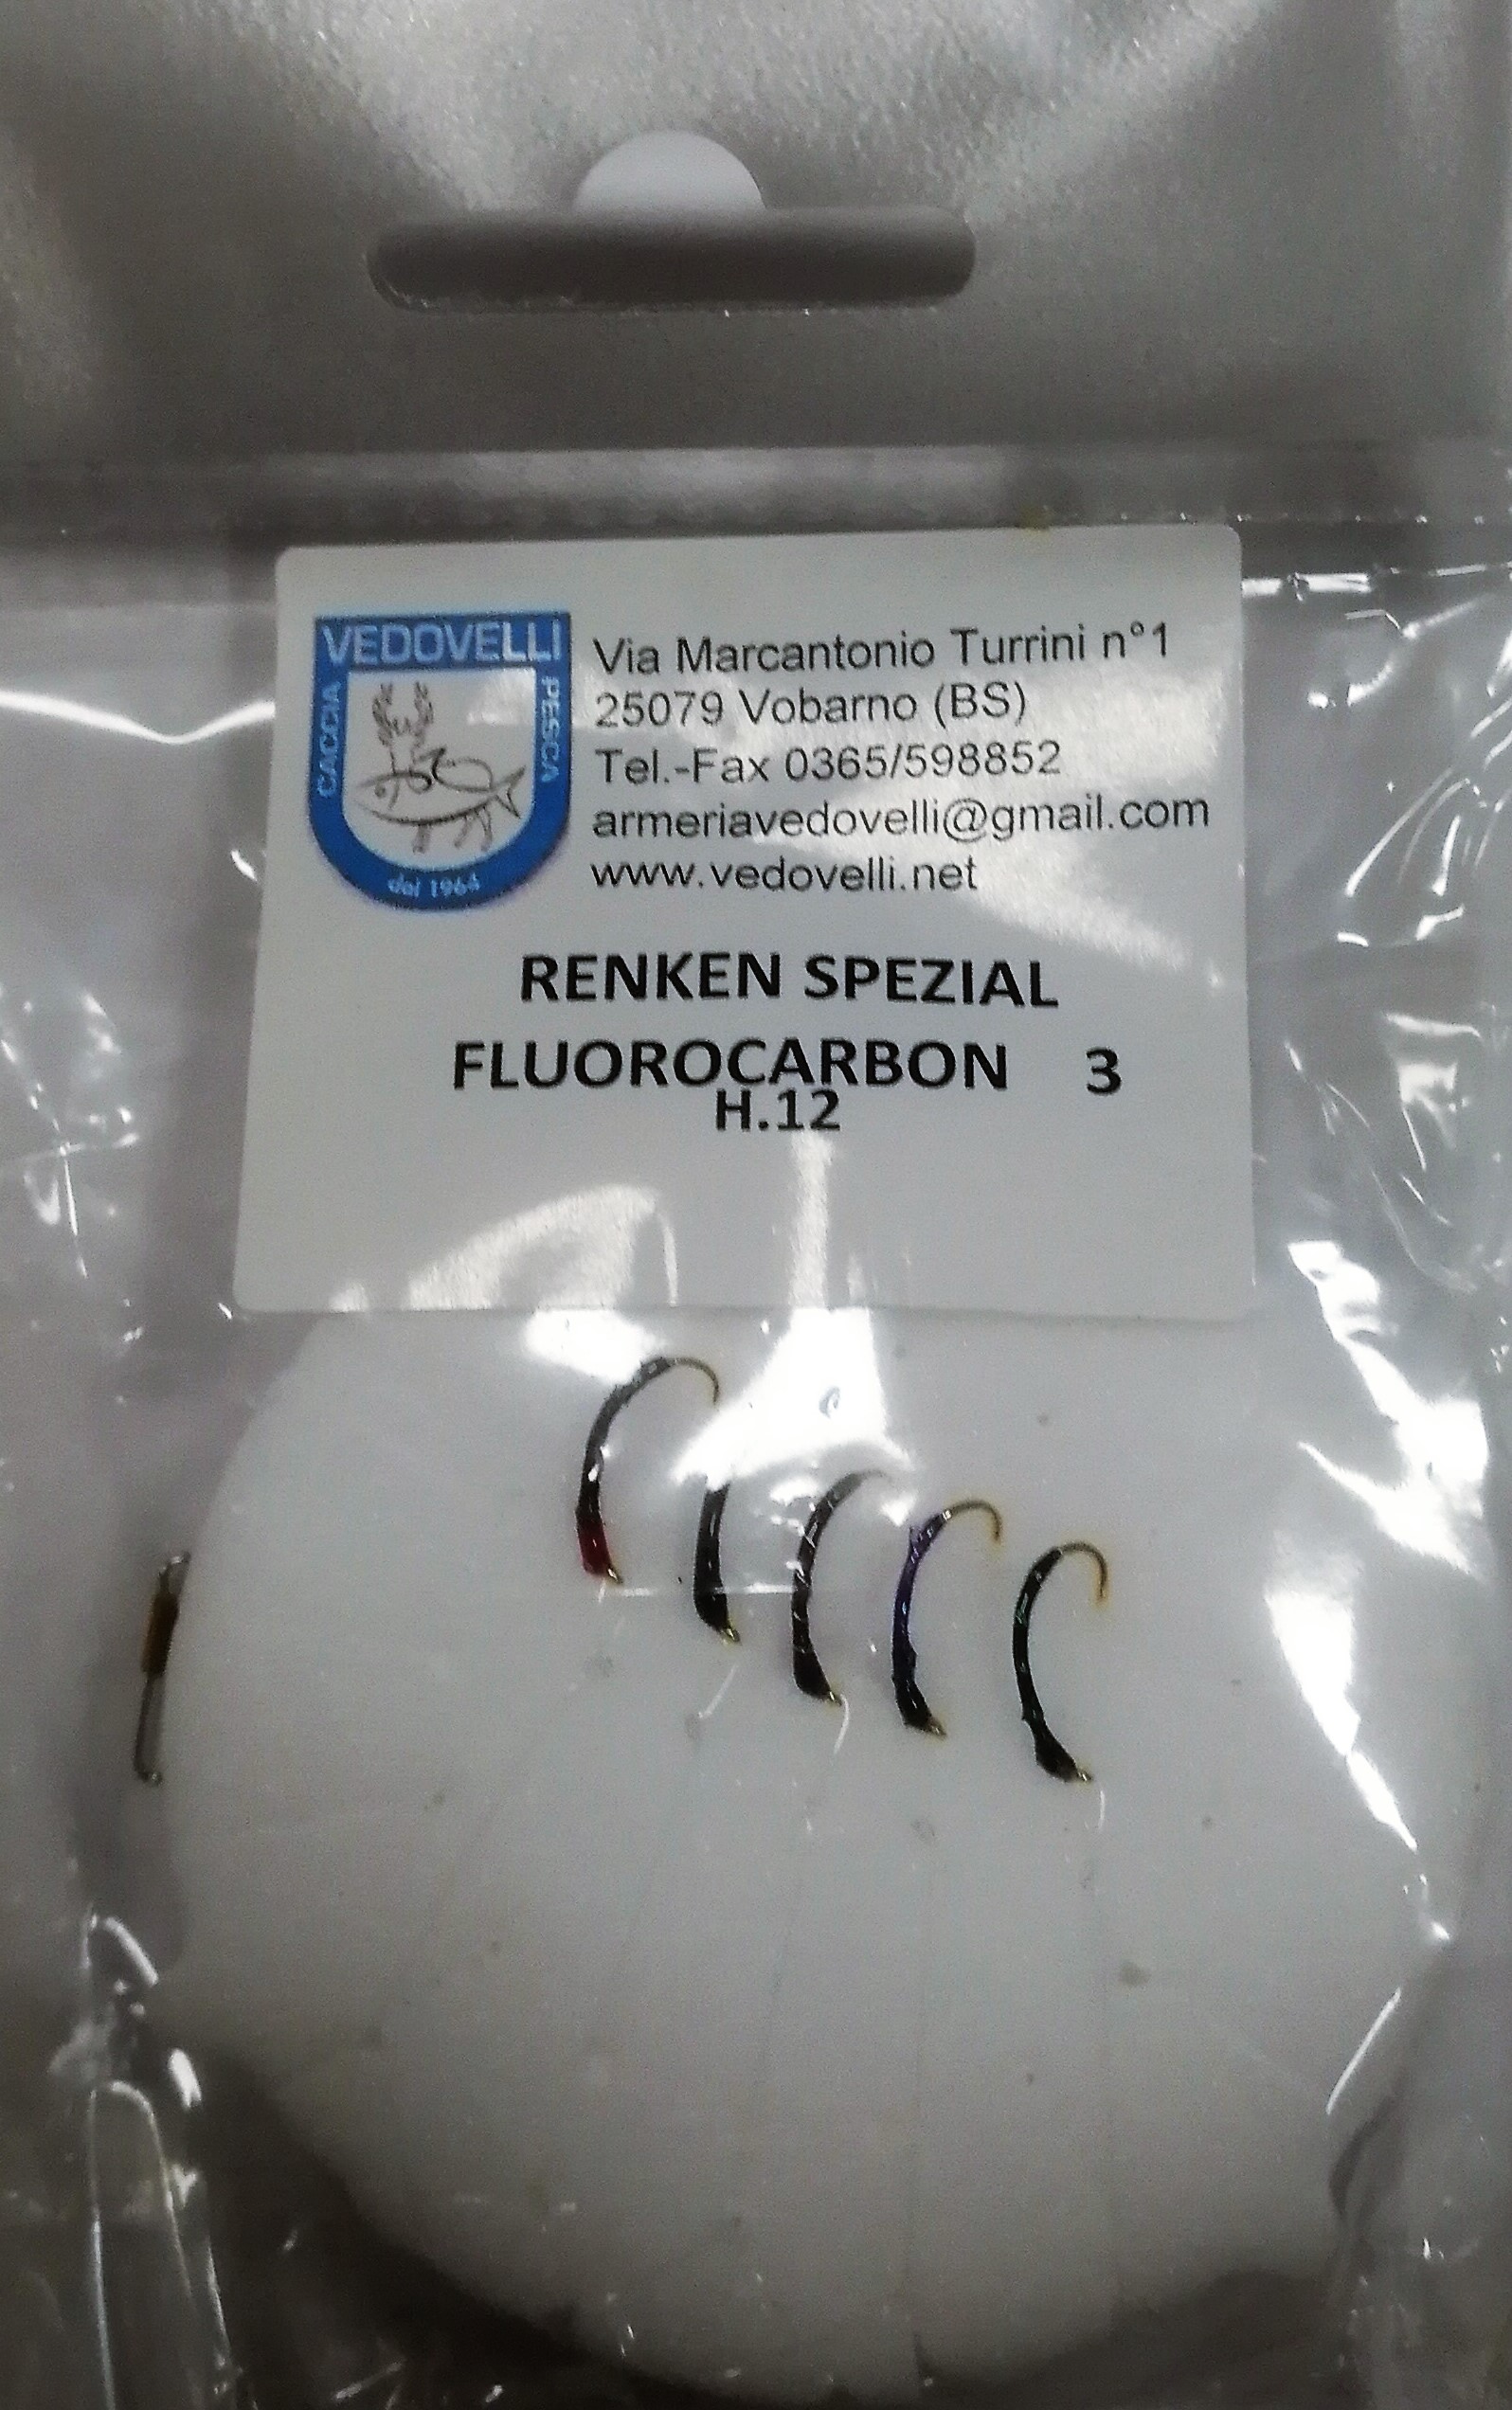 VEDOVELLI
CACCIA
PESCA
dal 1964
Via Marcantonio Turrini n°1
25079 Vobarno (BS)
Tel.-Fax 0365/598852
armeriavedovelli@gmail.com
www.vedovelli.net
RENKEN SPEZIAL
FLUOROCARBON 3
H.12